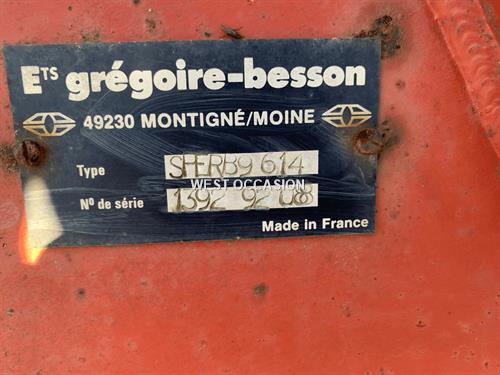 ETS grégoire-besson
49230 MONTIGNÉ/MOINE
Type SPERB9 614
WEST OCCASION
N° de série 1392 92 08
Made in France